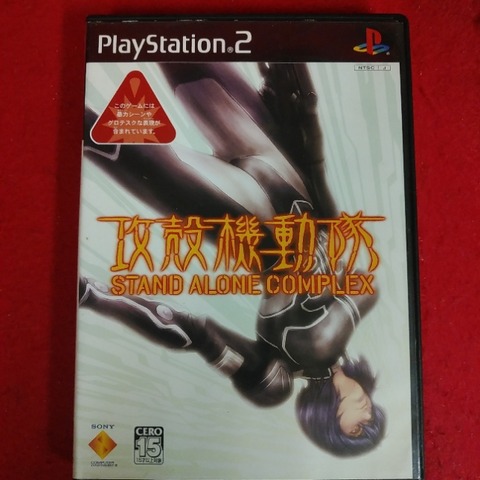 PlayStation®2
NTSC J
このゲームには
暴力シーンや
グロテスクな表現が
含まれています。
攻殻機動隊
STAND ALONE COMPLEX
SONY
CERO
15